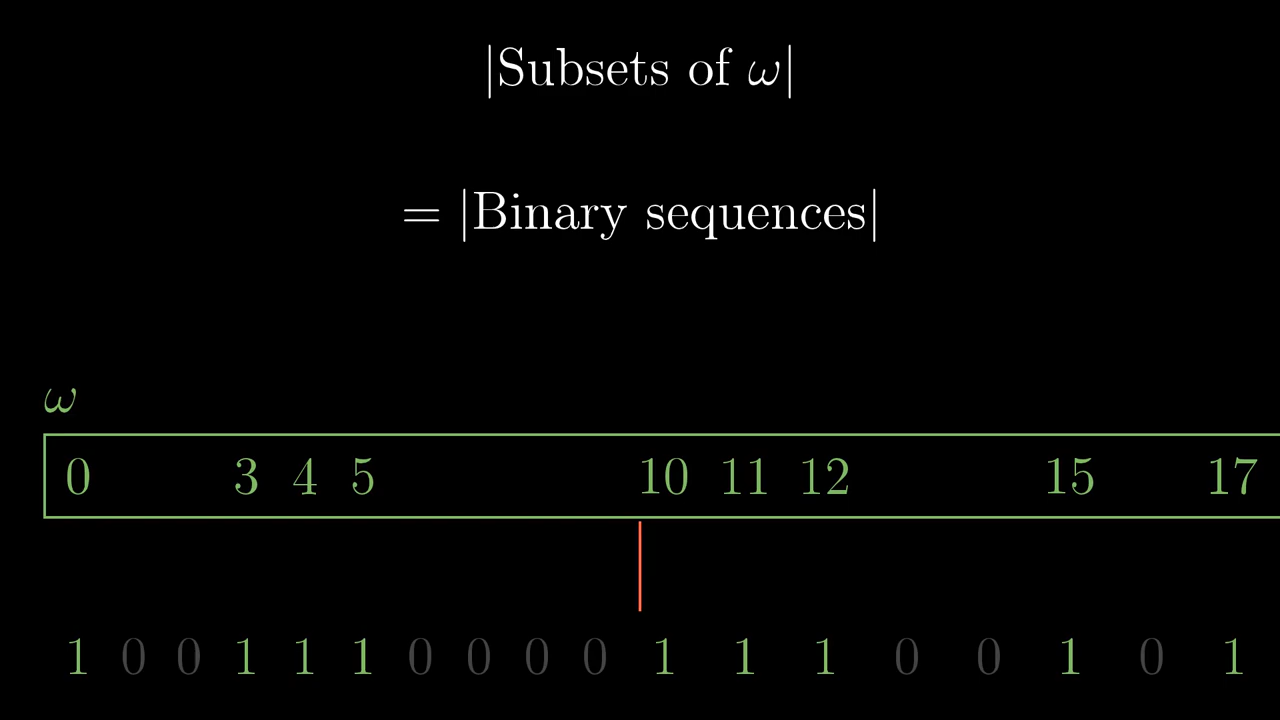 |Subsets of ω|
= |Binary sequences|
ω
0 3 4 5 10 11 12 15 17
1 0 0 1 1 1 0 0 0 0 1 1 1 0 0 1 0 1